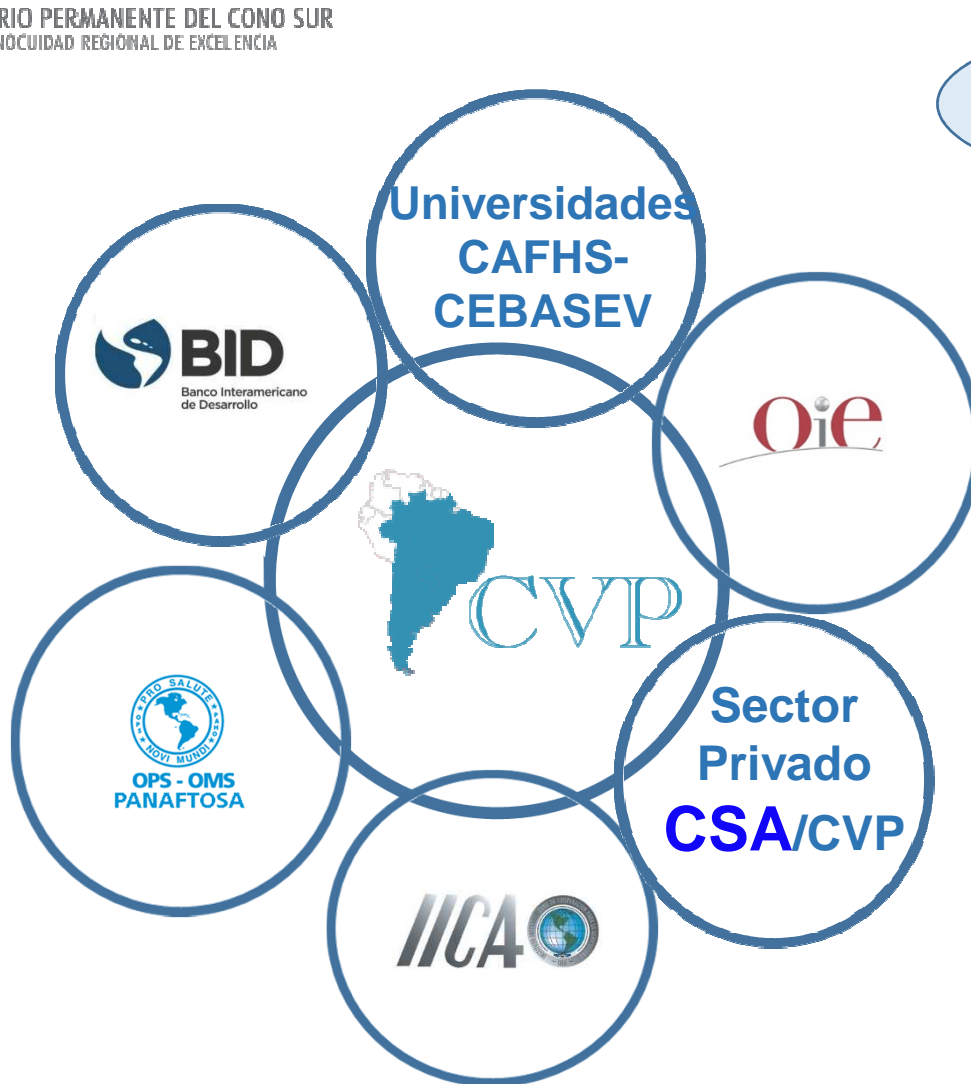 RIO PERMANENTE DEL CONO SUR
NOCUIDAD REGIONAL DE EXCELENCIA
Universidades
CAFHS-
CEBASEV
BID
Banco Interamericano
de Desarrollo
OiE
CVP
PRO SALUTE
NOVI MUNDI
OPS - OMS
PANAFTOSA
Sector
Privado
CSA/CVP
IICA